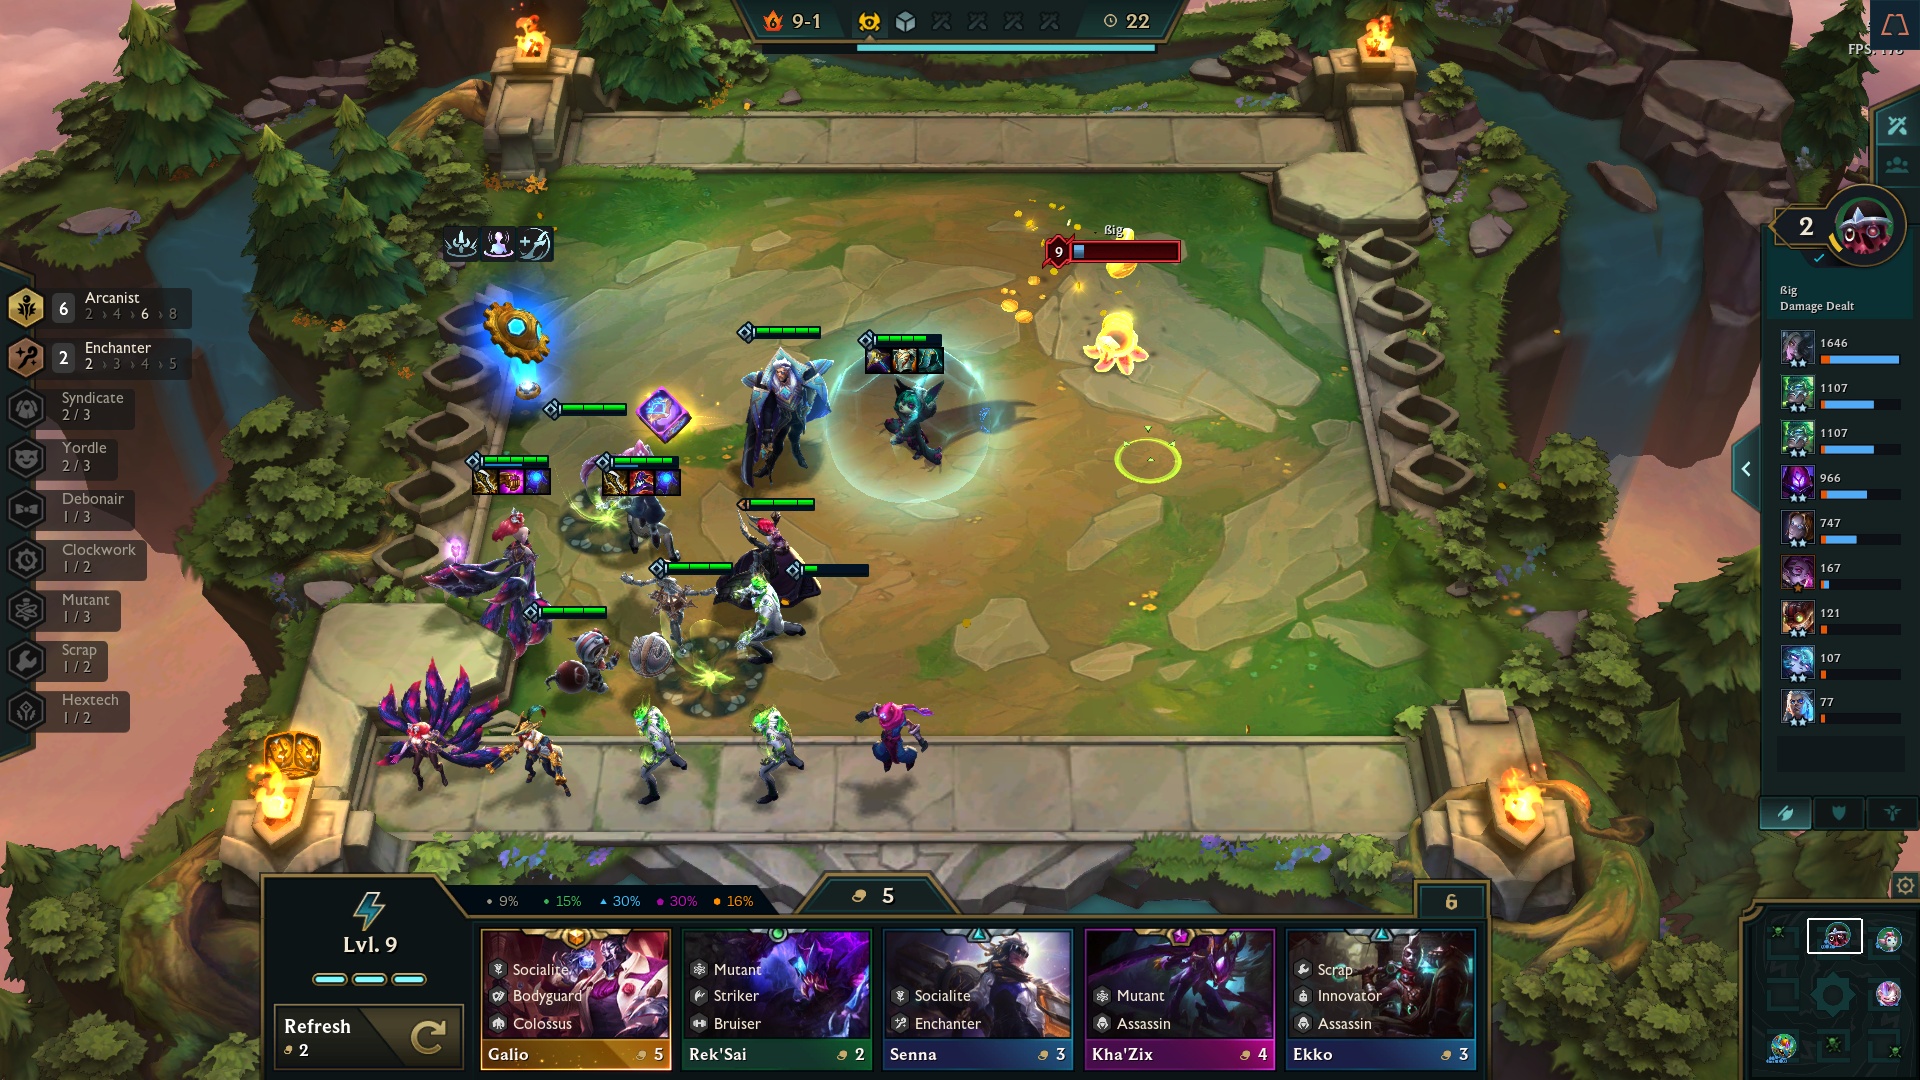 9-1
22
FPS: 178
ßig
9
2
ßig
Damage Dealt
1646
1107
1107
966
747
167
121
107
77
6
Arcanist
2 › 4 › 6 › 8
2
Enchanter
2 › 3 › 4 › 5
Syndicate
2 / 3
Yordle
2 / 3
Debonair
1 / 3
Clockwork
1 / 2
Mutant
1 / 3
Scrap
1 / 2
Hextech
1 / 2
9% 15% 30% 30% 16%
5
6
Lvl. 9
Refresh
2
Socialite
Bodyguard
Colossus
Galio 5
Mutant
Striker
Bruiser
Rek'Sai 2
Socialite
Enchanter
Senna 3
Mutant
Assassin
Kha'Zix 4
Scrap
Innovator
Assassin
Ekko 3